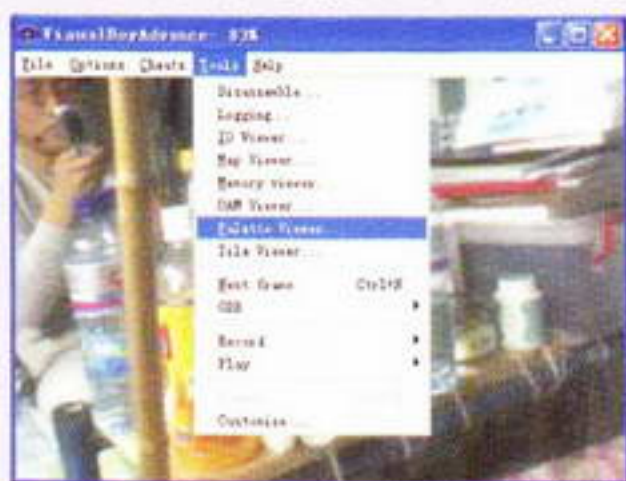 VisualBoyAdvance- 83%
File Options Cheats Tools Help
Disassemble...
Logging...
IO Viewer...
Map Viewer...
Memory viewer...
OAM Viewer...
Palette Viewer...
Tile Viewer...
Next Frame Ctrl+N
GDB
Record
Play
Customize...